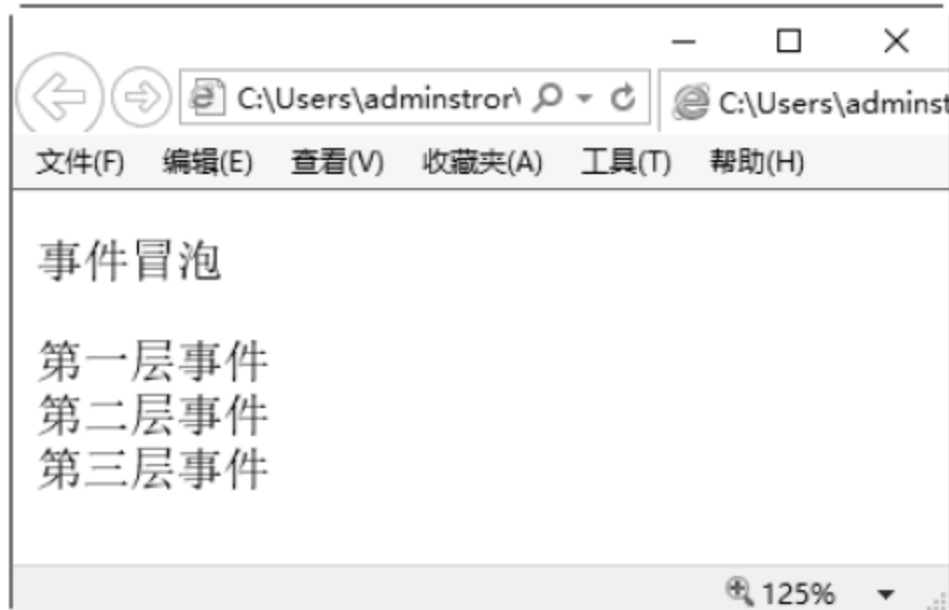 C:\Users\adminstror\ C:\Users\adminst
文件(F) 编辑(E) 查看(V) 收藏夹(A) 工具(T) 帮助(H)
事件冒泡
第一层事件
第二层事件
第三层事件
125%